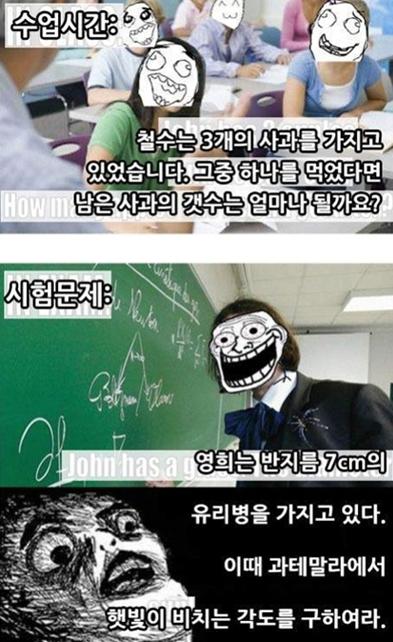 수업시간:
철수는 3개의 사과를 가지고
있었습니다. 그중 하나를 먹었다면
How m
남은 사과의 갯수는 얼마나 될까요?
시험문제:
John has a g
영희는 반지름 7cm의
유리병을 가지고 있다.
이때 과테말라에서
햇빛이 비치는 각도를 구하여라.